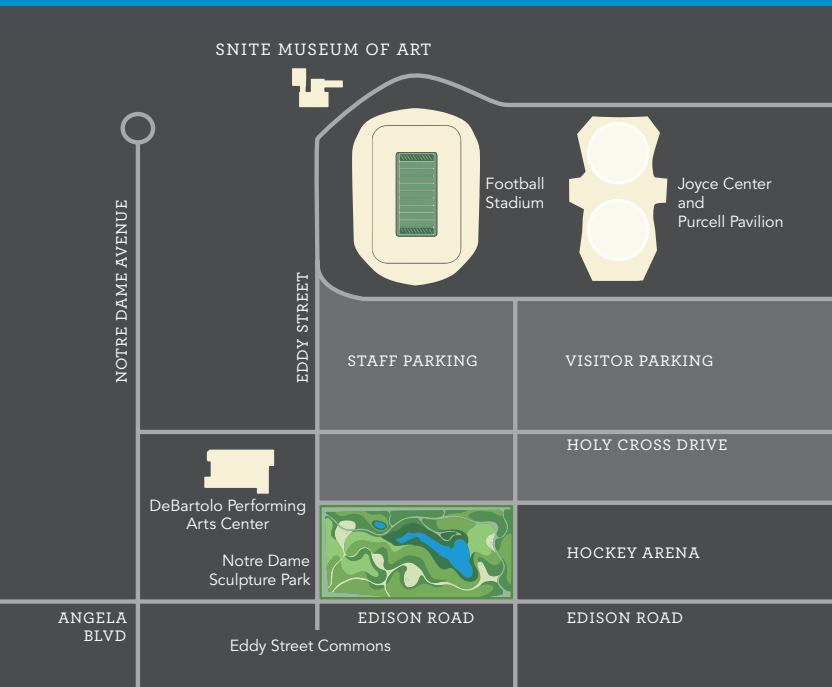 SNITE MUSEUM OF ART
Football
Stadium
Joyce Center
and
Purcell Pavilion
NOTRE DAME AVENUE
EDDY STREET
STAFF PARKING
VISITOR PARKING
HOLY CROSS DRIVE
DeBartolo Performing
Arts Center
Notre Dame
Sculpture Park
HOCKEY ARENA
ANGELA
BLVD
EDISON ROAD
EDISON ROAD
Eddy Street Commons